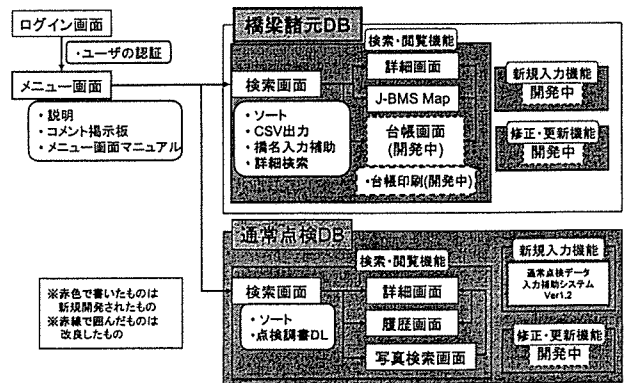 ログイン画面
・ユーザの認証
メニュー画面
・説明
・コメント掲示板
・メニュー画面マニュアル
※赤色で書いたものは
新規開発されたもの
※赤線で囲んだものは
改良したもの
橋梁諸元DB
検索・閲覧機能
検索画面
・ソート
・CSV出力
・橋名入力補助
・詳細検索
詳細画面
J-BMS Map
台帳画面
(開発中)
・台帳印刷(開発中)
新規入力機能
開発中
修正・更新機能
開発中
通常点検DB
検索・閲覧機能
検索画面
・ソート
・点検調書DL
詳細画面
履歴画面
写真検索画面
新規入力機能
通常点検データ
入力補助システム
Ver1.2
修正・更新機能
開発中